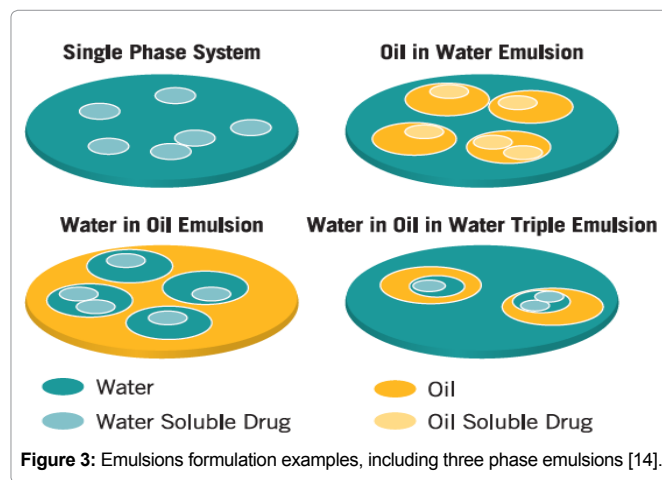 Single Phase System
Oil in Water Emulsion
Water in Oil Emulsion
Water in Oil in Water Triple Emulsion
Water
Oil
Water Soluble Drug
Oil Soluble Drug
Figure 3: Emulsions formulation examples, including three phase emulsions [14].